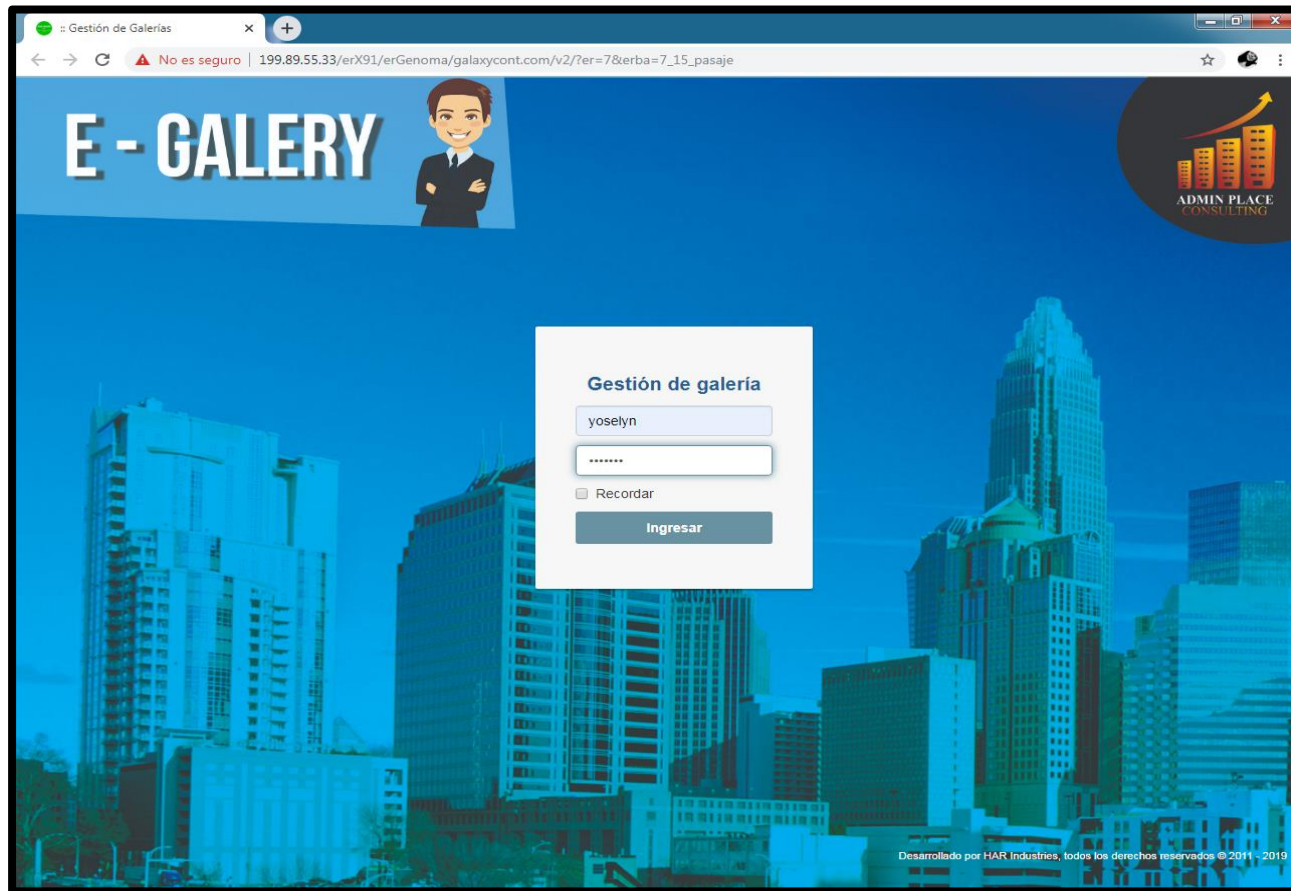 :: Gestión de Galerías
No es seguro | 199.89.55.33/erX91/erGenoma/galaxycont.com/v2/?er=7&erba=7_15_pasaje
E - GALERY
ADMIN PLACE
CONSULTING
Gestión de galería
yoselyn
•••••••
Recordar
Ingresar
Desarrollado por HAR Industries, todos los derechos reservados © 2011 - 2019